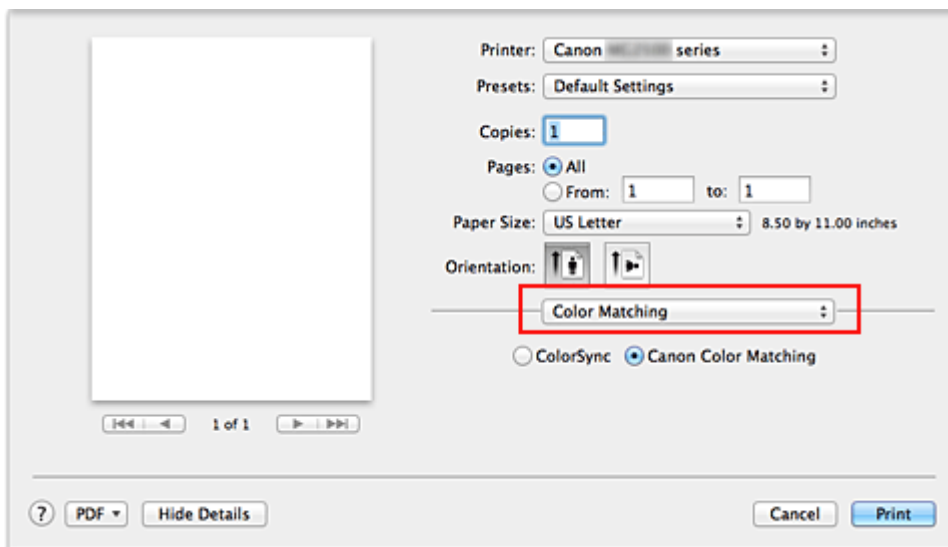 Printer: Canon series
Presets: Default Settings
Copies: 1
Pages: All
From: 1 to: 1
Paper Size: US Letter 8.50 by 11.00 inches
Orientation:
Color Matching
ColorSync Canon Color Matching
1 of 1
? PDF Hide Details Cancel Print